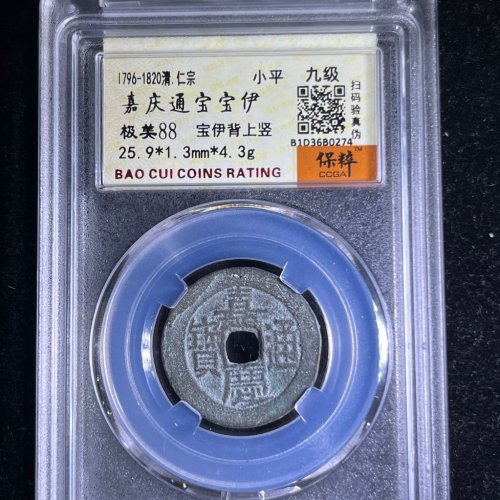 1796-1820清.仁宗 小平 九级
嘉庆通宝宝伊
极美88 宝伊背上竖
25.9*1.3mm*4.3g
BAO CUI COINS RATING
扫码验真伪
B1D36B0274
保粹™
CCGA
嘉慶通寶